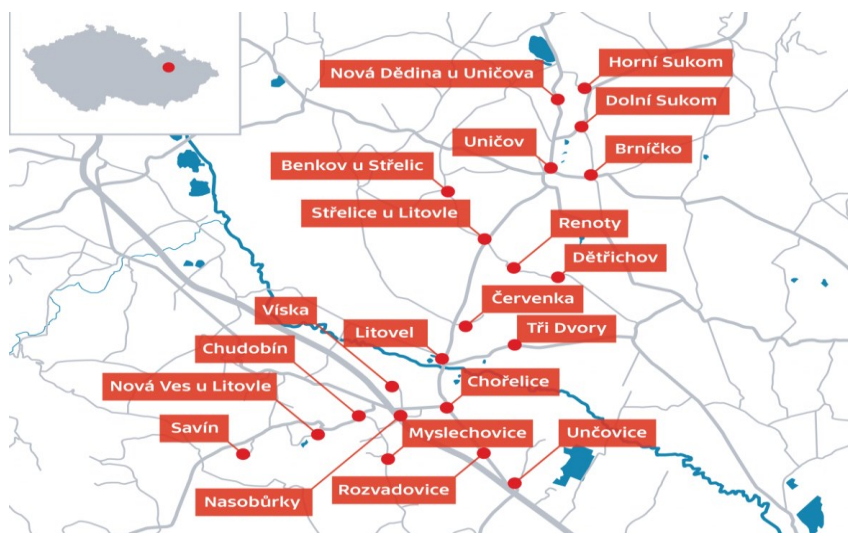 Horní Sukom
Nová Dědina u Uničova
Dolní Sukom
Uničov
Brníčko
Benkov u Střelic
Střelice u Litovle
Renoty
Dětřichov
Červenka
Víska
Litovel
Tři Dvory
Chudobín
Nová Ves u Litovle
Chořelice
Savín
Myslechovice
Unčovice
Nasobůrky
Rozvadovice